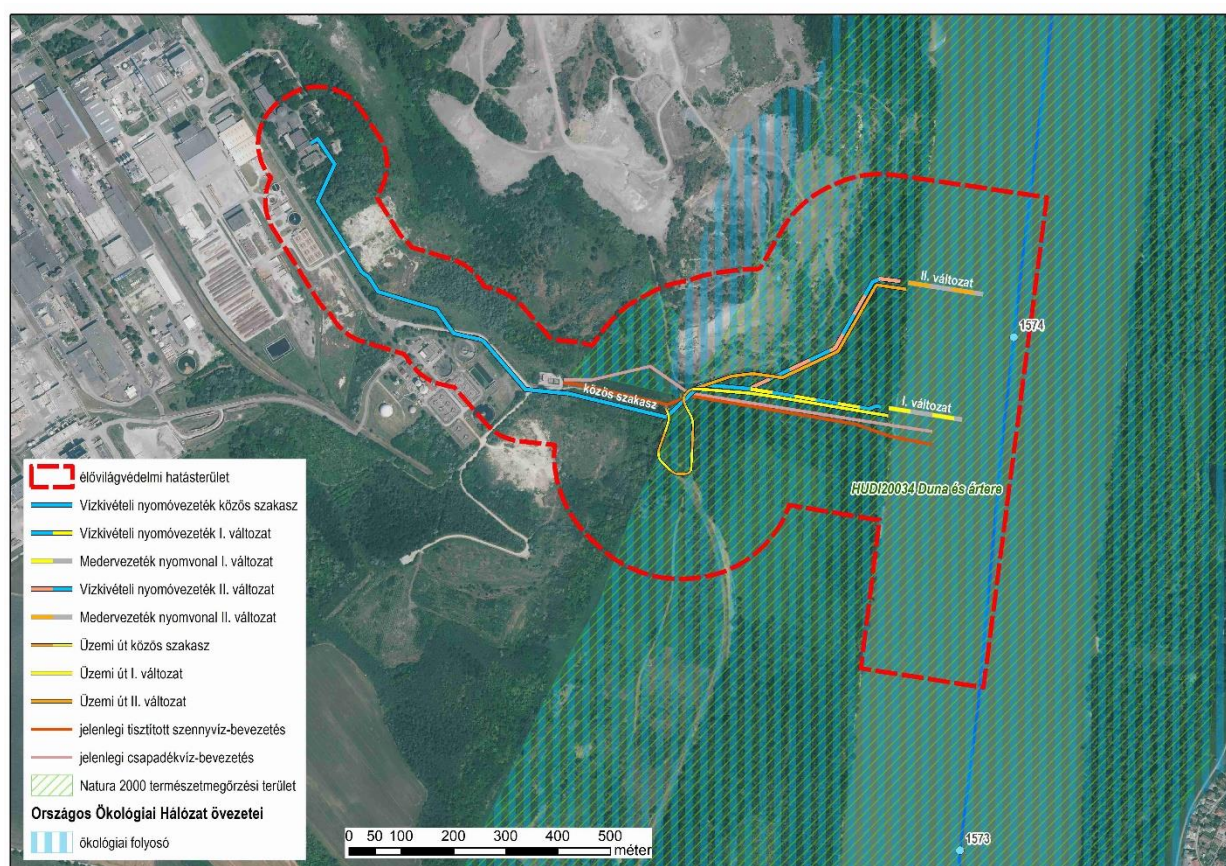 II. változat
1574
közös szakasz
I. változat
HUDI20034 Duna és ártere
élővilágvédelmi hatásterület
Vízkivételi nyomóvezeték közös szakasz
Vízkivételi nyomóvezeték I. változat
Medervezeték nyomvonal I. változat
Vízkivételi nyomóvezeték II. változat
Medervezeték nyomvonal II. változat
Üzemi út közös szakasz
Üzemi út I. változat
Üzemi út II. változat
jelenlegi tisztított szennyvíz-bevezetés
jelenlegi csapadékvíz-bevezetés
Natura 2000 természetmegőrzési terület
Országos Ökológiai Hálózat övezetei
ökológiai folyosó
0 50 100 200 300 400 500
méter
1573